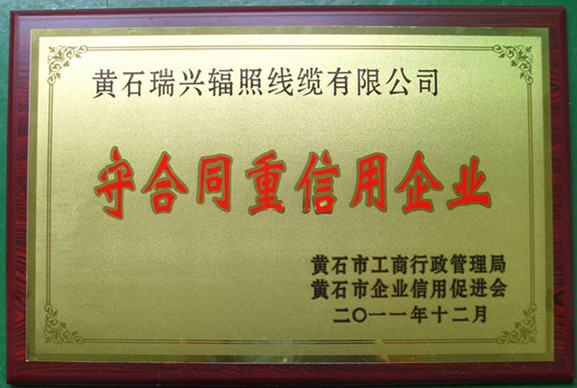 黄石瑞兴辐照线缆有限公司
守合同重信用企业
黄石市工商行政管理局
黄石市企业信用促进会
二〇一一年十二月